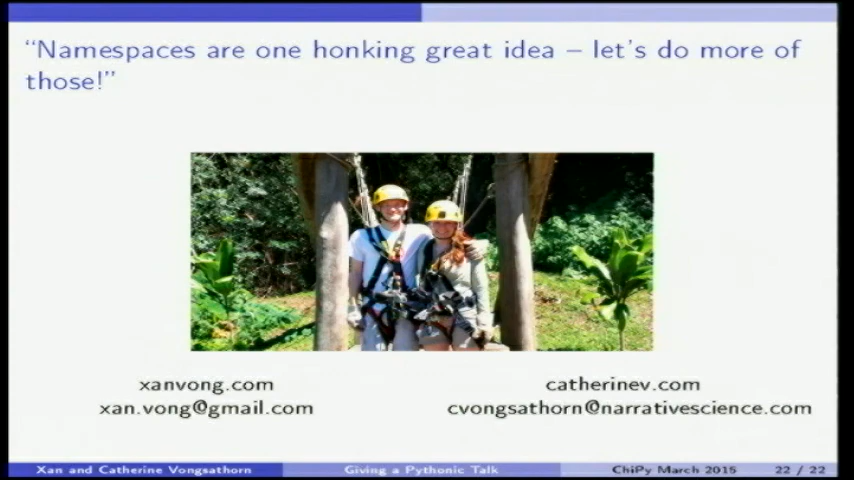 “Namespaces are one honking great idea – let's do more of
those!”
xanvong.com
catherinev.com
xan.vong@gmail.com
cvongsathorn@narrativescience.com
Xan and Catherine Vongsathorn
Giving a Pythonic Talk
ChiPy March 2015
22 / 22